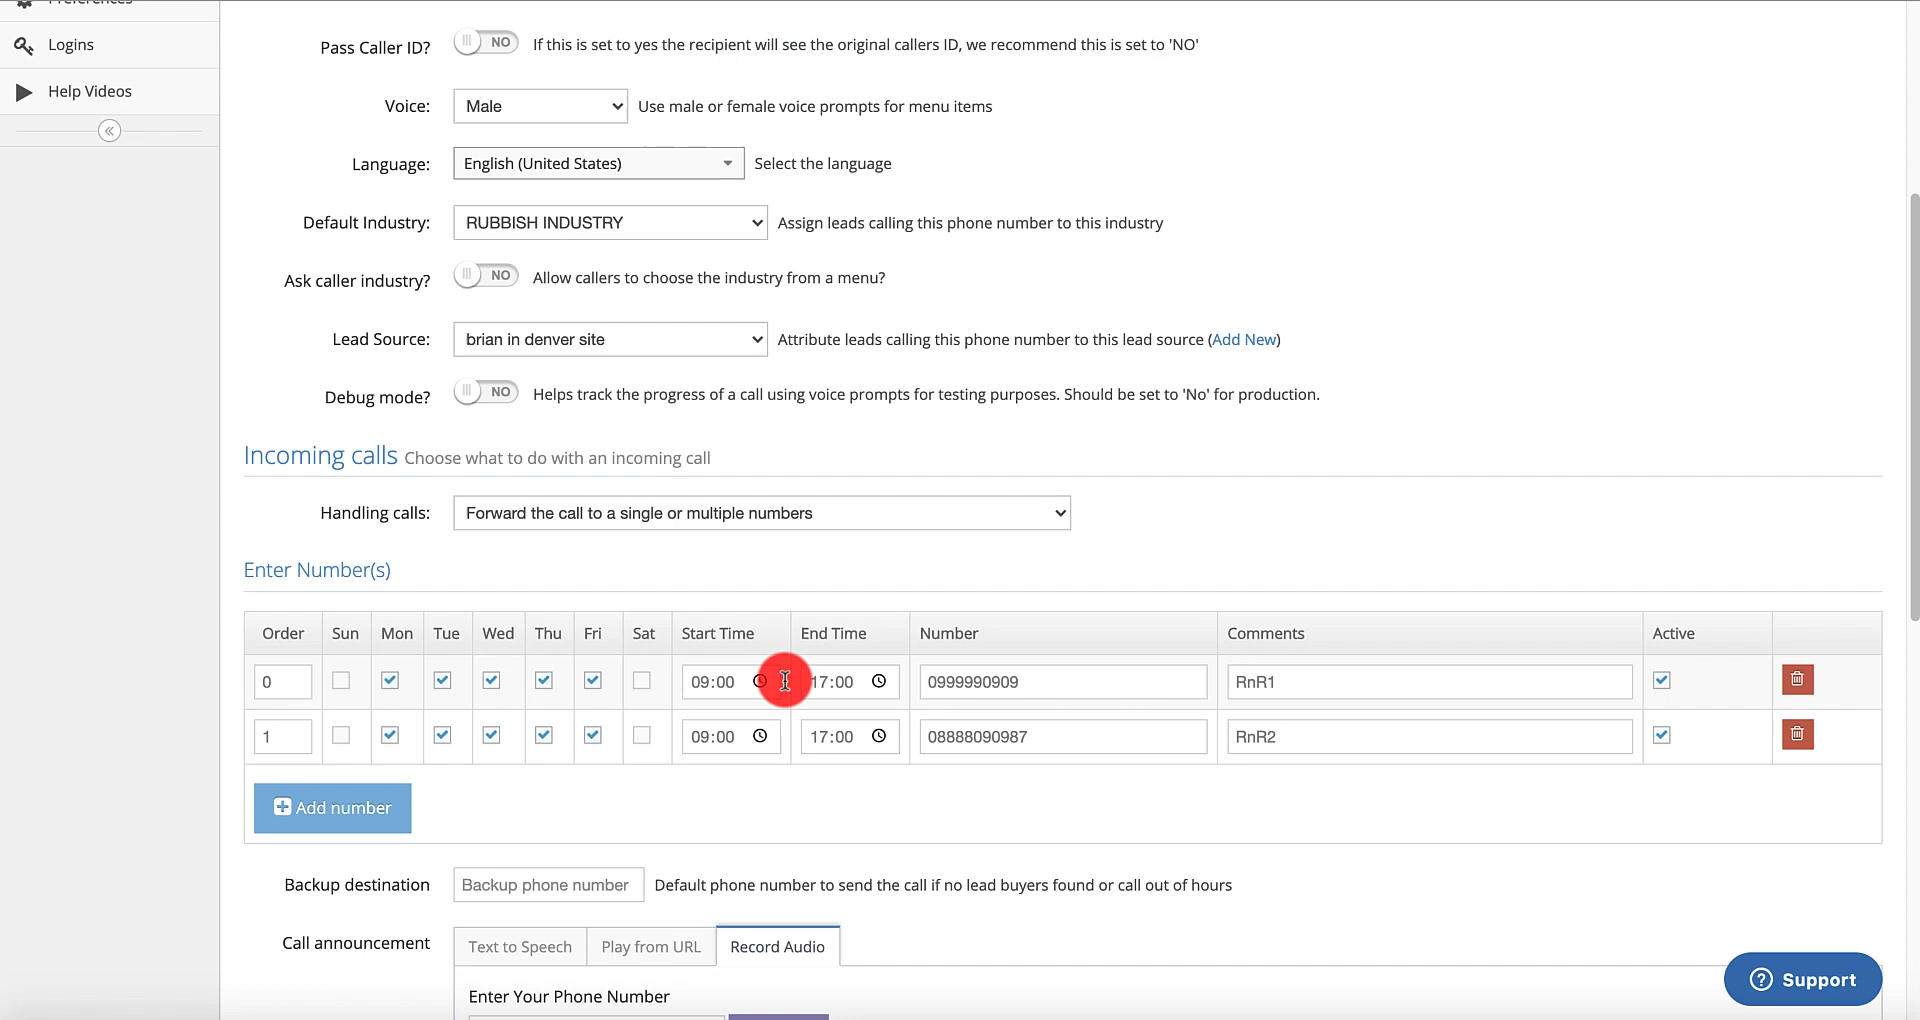 Preferences
Logins
Help Videos
Pass Caller ID? NO If this is set to yes the recipient will see the original callers ID, we recommend this is set to 'NO'
Voice: Male Use male or female voice prompts for menu items
Language: English (United States) Select the language
Default Industry: RUBBISH INDUSTRY Assign leads calling this phone number to this industry
Ask caller industry? NO Allow callers to choose the industry from a menu?
Lead Source: brian in denver site Attribute leads calling this phone number to this lead source (Add New)
Debug mode? NO Helps track the progress of a call using voice prompts for testing purposes. Should be set to 'No' for production.
Incoming calls Choose what to do with an incoming call
Handling calls: Forward the call to a single or multiple numbers
Enter Number(s)
Order Sun Mon Tue Wed Thu Fri Sat Start Time End Time Number Comments Active
0 09:00 17:00 0999990909 RnR1
1 09:00 17:00 08888090987 RnR2
Add number
Backup destination Backup phone number Default phone number to send the call if no lead buyers found or call out of hours
Call announcement Text to Speech Play from URL Record Audio
Enter Your Phone Number
Support